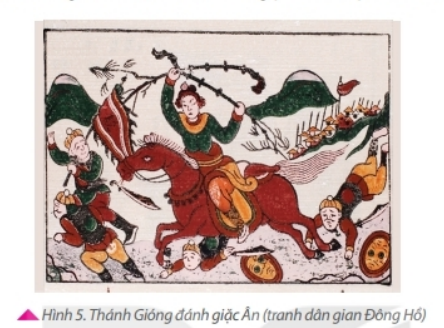 Hình 5. Thánh Gióng đánh giặc Ân (tranh dân gian Đông Hồ)